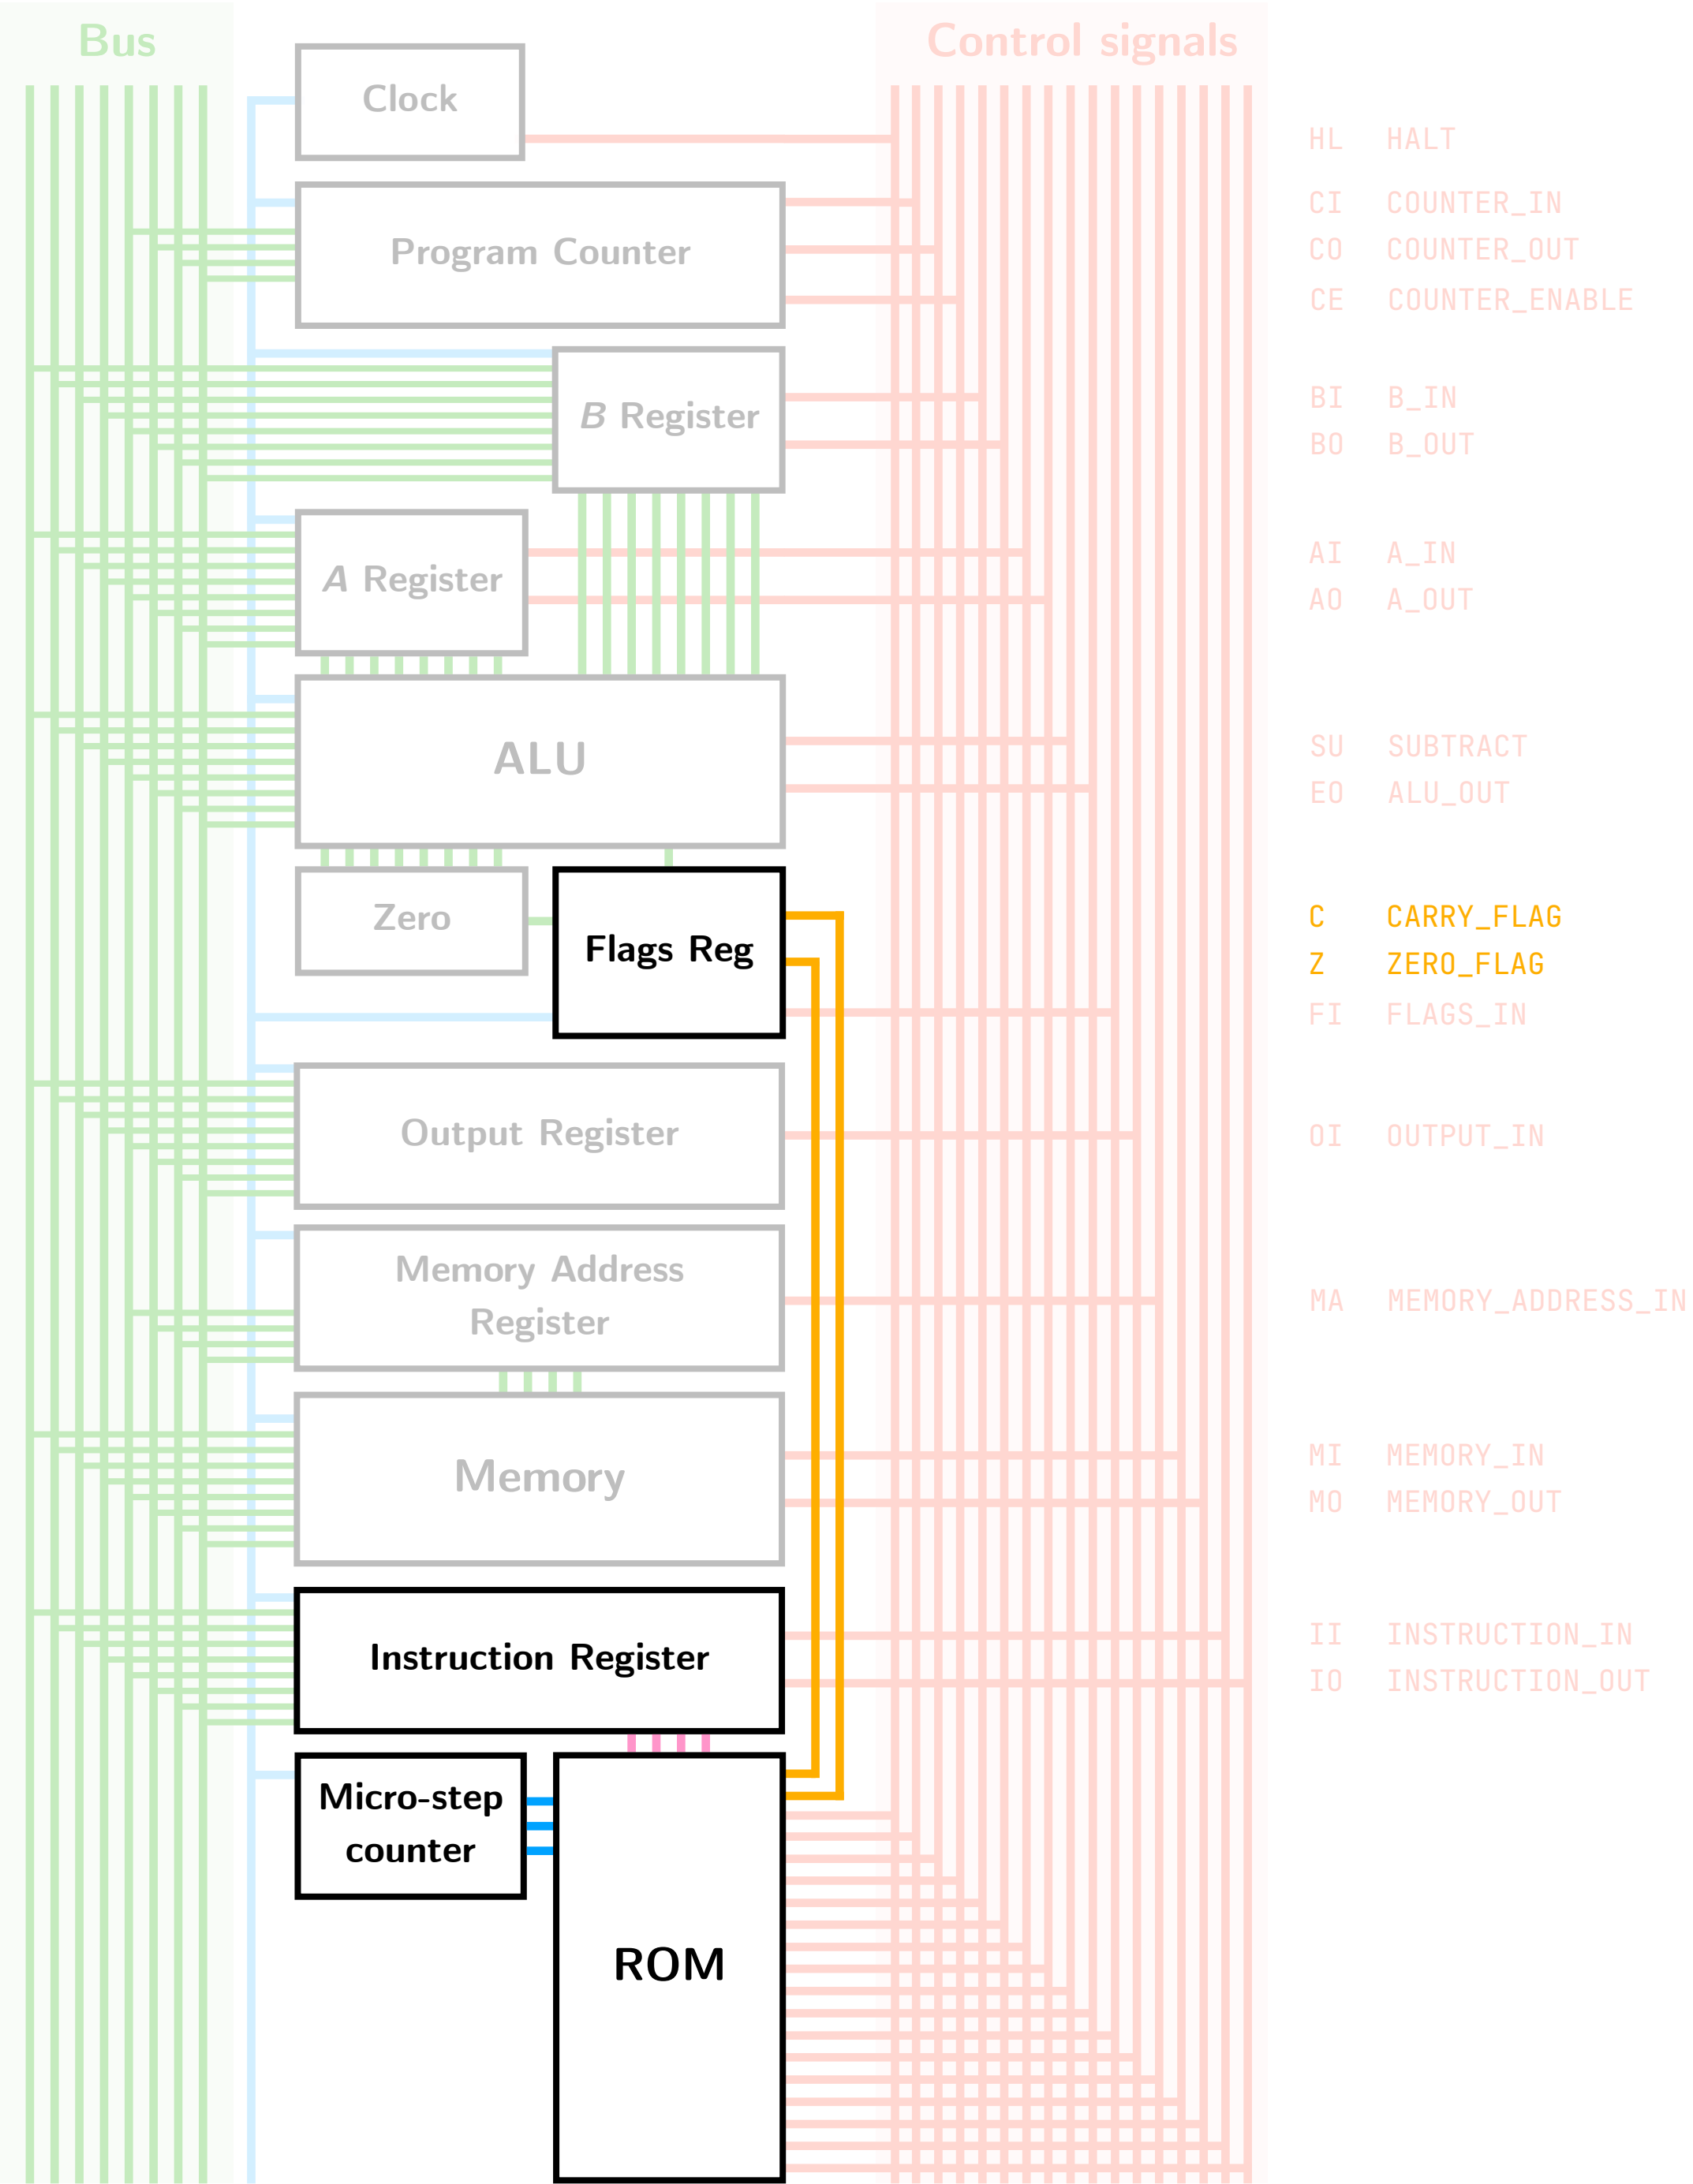 Bus
Control signals
Clock
HL HALT
Program Counter
CI COUNTER_IN
CO COUNTER_OUT
CE COUNTER_ENABLE
B Register
BI B_IN
BO B_OUT
A Register
AI A_IN
AO A_OUT
ALU
SU SUBTRACT
EO ALU_OUT
Zero
Flags Reg
C CARRY_FLAG
Z ZERO_FLAG
FI FLAGS_IN
Output Register
OI OUTPUT_IN
Memory Address
Register
MA MEMORY_ADDRESS_IN
Memory
MI MEMORY_IN
MO MEMORY_OUT
Instruction Register
II INSTRUCTION_IN
IO INSTRUCTION_OUT
Micro-step
counter
ROM